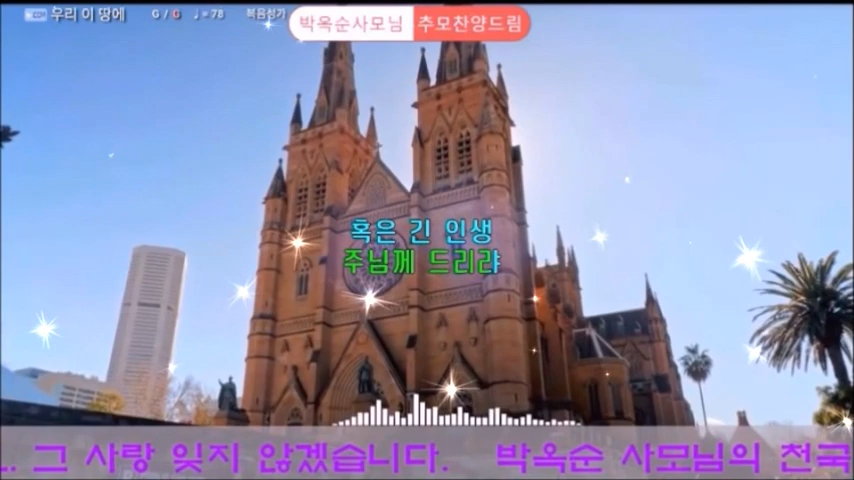 우리 이 땅에 G / G ♩= 78 복음성가
박옥순사모님 추모찬양드림
혹은 긴 인생
주님께 드리랴
.. 그 사랑 잊지 않겠습니다. 박옥순 사모님의 천국